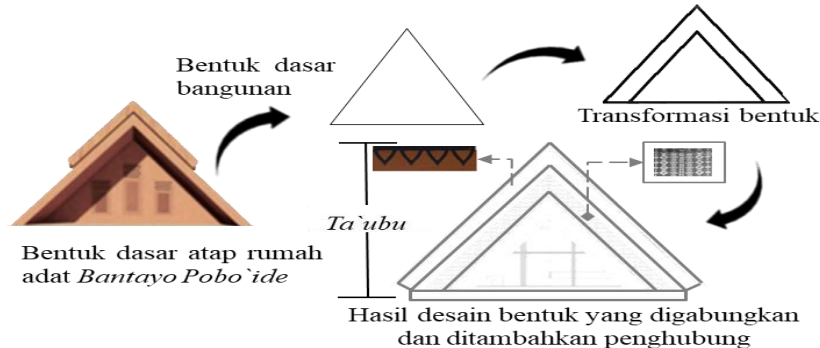 Bentuk dasar
bangunan
Transformasi bentuk
Ta`ubu
Bentuk dasar atap rumah
adat Bantayo Pobo`ide
Hasil desain bentuk yang digabungkan
dan ditambahkan penghubung